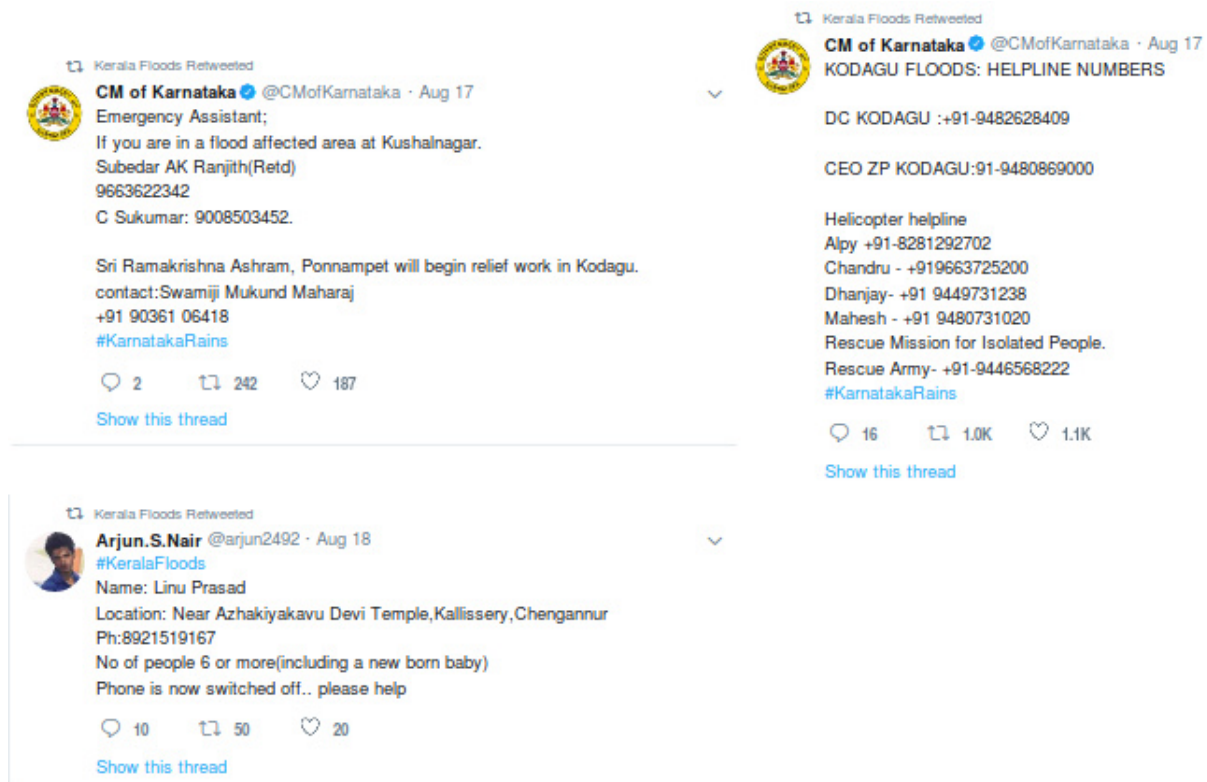 Kerala Floods Retweeted
CM of Karnataka @CMofKarnataka · Aug 17
Emergency Assistant;
If you are in a flood affected area at Kushalnagar.
Subedar AK Ranjith(Retd)
9663622342
C Sukumar: 9008503452.
Sri Ramakrishna Ashram, Ponnampet will begin relief work in Kodagu.
contact:Swamiji Mukund Maharaj
+91 90361 06418
#KarnatakaRains
2 242 187
Show this thread
Kerala Floods Retweeted
CM of Karnataka @CMofKarnataka · Aug 17
KODAGU FLOODS: HELPLINE NUMBERS
DC KODAGU :+91-9482628409
CEO ZP KODAGU:91-9480869000
Helicopter helpline
Alpy +91-8281292702
Chandru - +919663725200
Dhanjay- +91 9449731238
Mahesh - +91 9480731020
Rescue Mission for Isolated People.
Rescue Army- +91-9446568222
#KarnatakaRains
16 1.0K 1.1K
Show this thread
Kerala Floods Retweeted
Arjun.S.Nair @arjun2492 · Aug 18
#KeralaFloods
Name: Linu Prasad
Location: Near Azhakiyakavu Devi Temple,Kallissery,Chengannur
Ph:8921519167
No of people 6 or more(including a new born baby)
Phone is now switched off.. please help
10 50 20
Show this thread